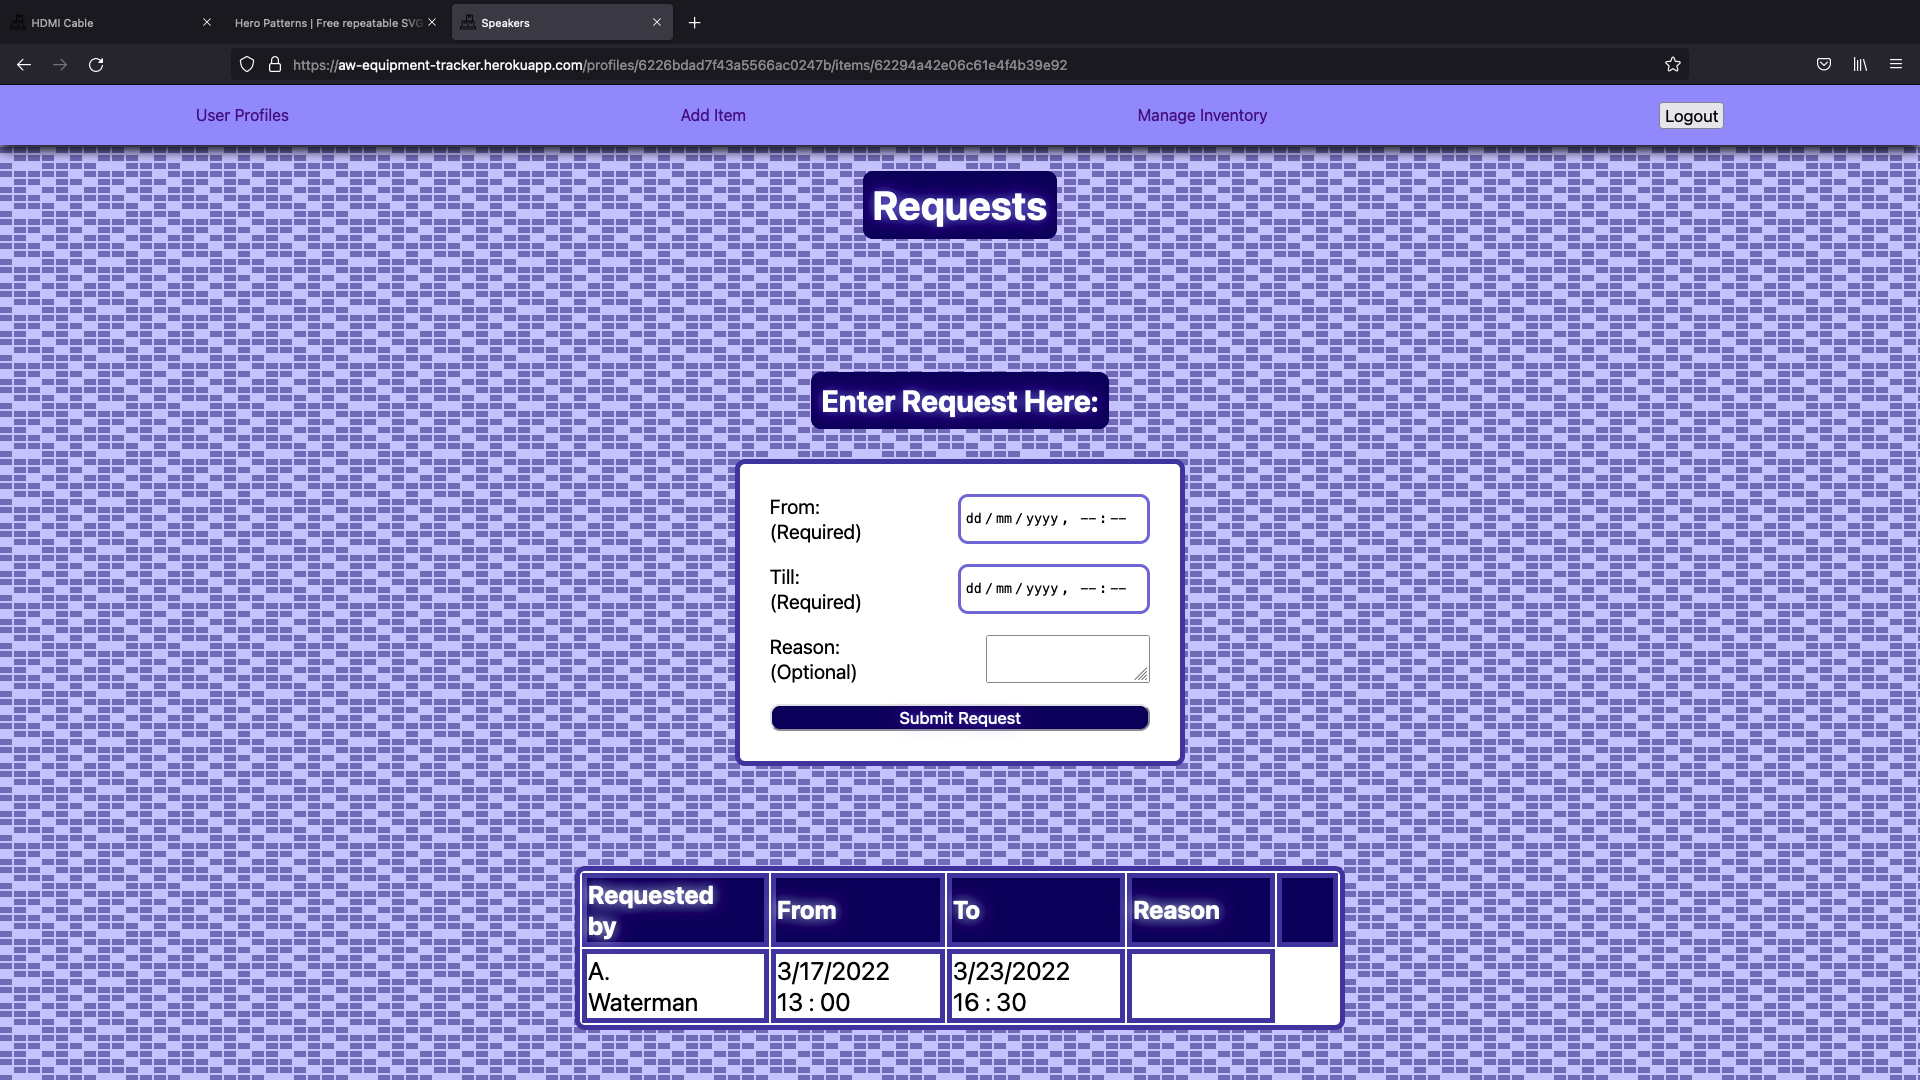 HDMI Cable
Hero Patterns | Free repeatable SVG
Speakers
https://aw-equipment-tracker.herokuapp.com/profiles/6226bdad7f43a5566ac0247b/items/62294a42e06c61e4f4b39e92
User Profiles
Add Item
Manage Inventory
Logout
Requests
Enter Request Here:
From:
(Required)
dd/mm/yyyy, --:--
Till:
(Required)
dd/mm/yyyy, --:--
Reason:
(Optional)
Submit Request
Requested
by
From
To
Reason
A.
Waterman
3/17/2022
13 : 00
3/23/2022
16 : 30